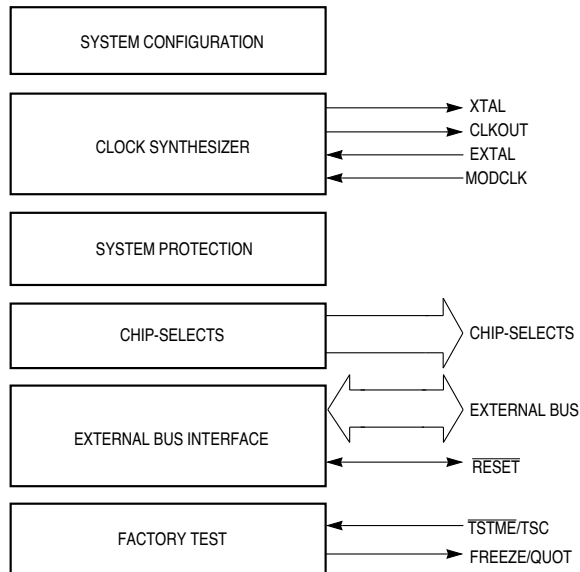 SYSTEM CONFIGURATION
CLOCK SYNTHESIZER
XTAL
CLKOUT
EXTAL
MODCLK
SYSTEM PROTECTION
CHIP-SELECTS
CHIP-SELECTS
EXTERNAL BUS INTERFACE
EXTERNAL BUS
RESET
FACTORY TEST
TSTME/TSC
FREEZE/QUOT